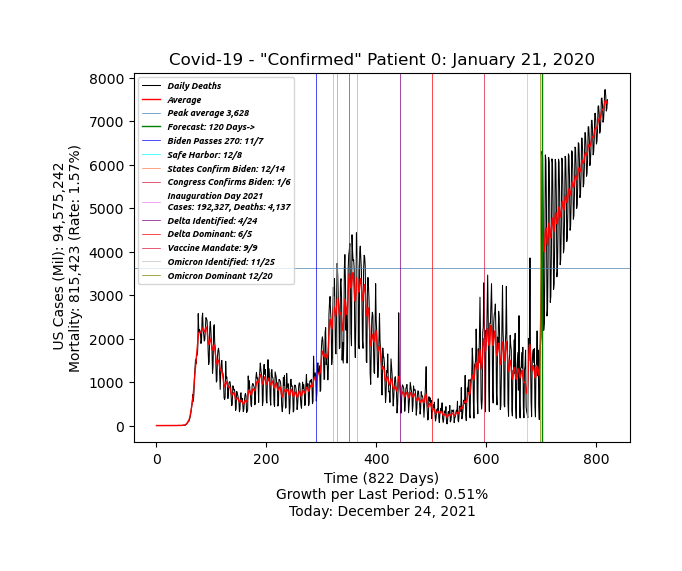 Covid-19 - "Confirmed" Patient 0: January 21, 2020
US Cases (Mil): 94,575,242
Mortality: 815,423 (Rate: 1.57%)
8000
7000
6000
5000
4000
3000
2000
1000
0
Daily Deaths
Average
Peak average 3,628
Forecast: 120 Days->
Biden Passes 270: 11/7
Safe Harbor: 12/8
States Confirm Biden: 12/14
Congress Confirms Biden: 1/6
Inauguration Day 2021
Cases: 192,327, Deaths: 4,137
Delta Identified: 4/24
Delta Dominant: 6/5
Vaccine Mandate: 9/9
Omicron Identified: 11/25
Omicron Dominant 12/20
0 200 400 600 800
Time (822 Days)
Growth per Last Period: 0.51%
Today: December 24, 2021